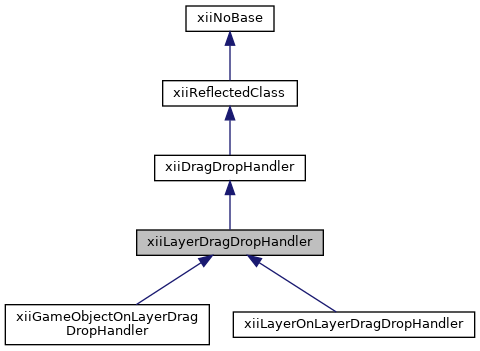 xiiNoBase
xiiReflectedClass
xiiDragDropHandler
xiiLayerDragDropHandler
xiiGameObjectOnLayerDrag
DropHandler
xiiLayerOnLayerDragDropHandler